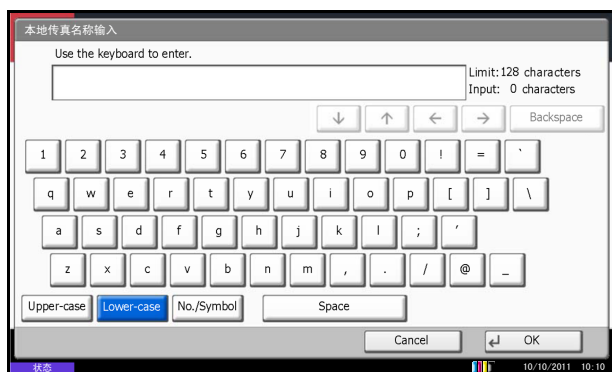 本地传真名称输入
Use the keyboard to enter.
Limit: 128 characters
Input: 0 characters
↓ ↑ ← → Backspace
1 2 3 4 5 6 7 8 9 0 ! = `
q w e r t y u i o p [ ] \
a s d f g h j k l ; '
z x c v b n m , . / @ _
Upper-case Lower-case No./Symbol Space
Cancel ↵ OK
状态 10/10/2011 10:10